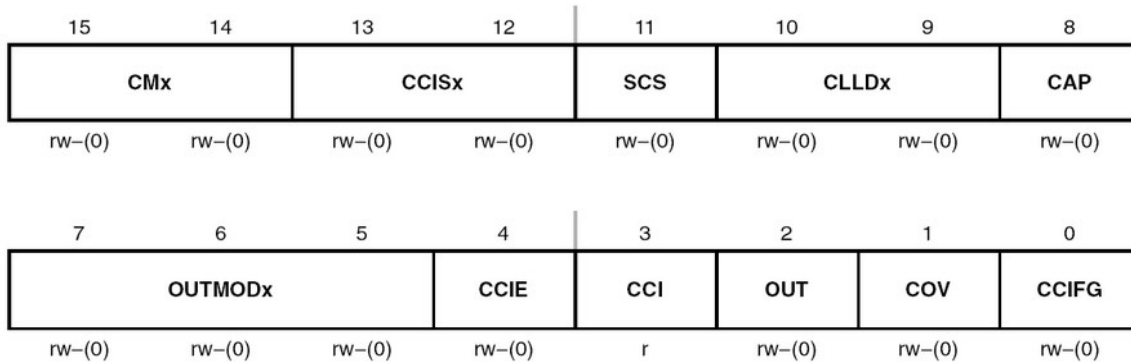 15 14 13 12 11 10 9 8
CMx CCISx SCS CLLDx CAP
rw–(0) rw–(0) rw–(0) rw–(0) rw–(0) rw–(0) rw–(0) rw–(0)
7 6 5 4 3 2 1 0
OUTMODx CCIE CCI OUT COV CCIFG
rw–(0) rw–(0) rw–(0) rw–(0) r rw–(0) rw–(0) rw–(0)